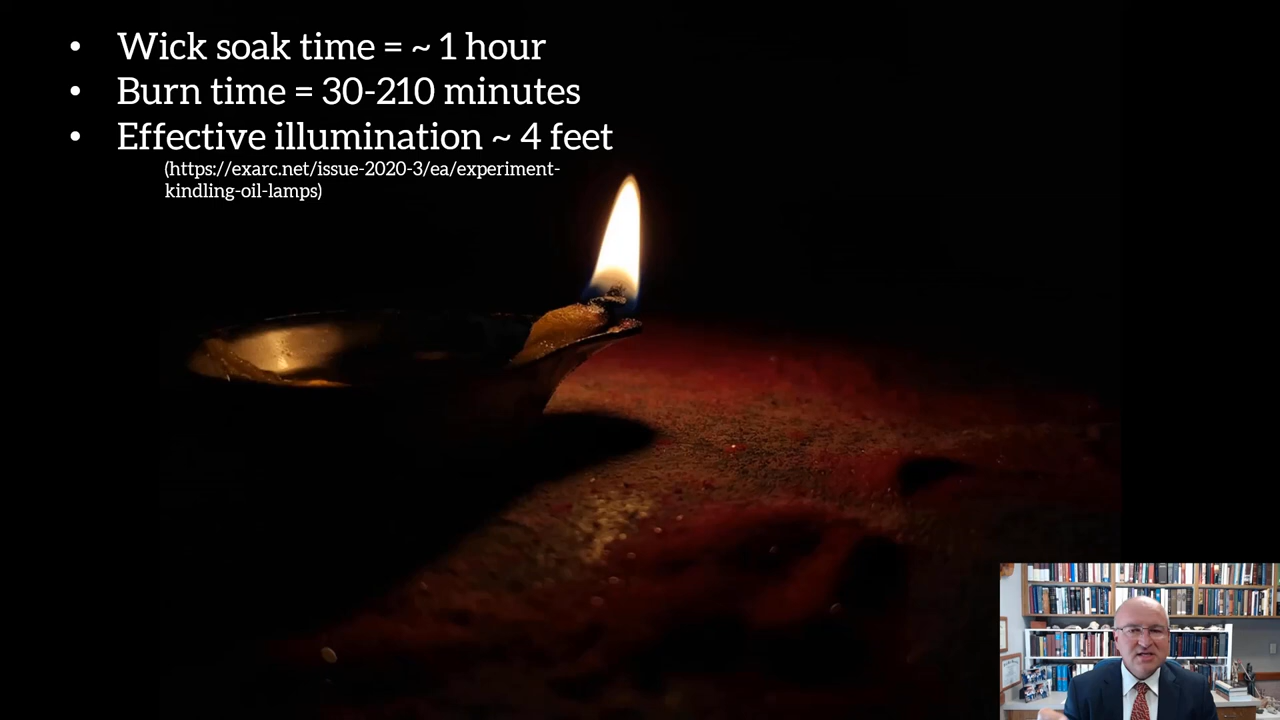 • Wick soak time = ~ 1 hour
• Burn time = 30-210 minutes
• Effective illumination ~ 4 feet
(https://exarc.net/issue-2020-3/ea/experiment-
kindling-oil-lamps)